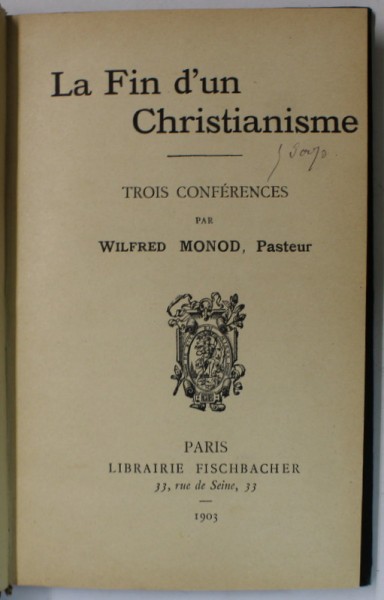 La Fin d'un
Christianisme
TROIS CONFÉRENCES
PAR
WILFRED MONOD, Pasteur
PARIS
LIBRAIRIE FISCHBACHER
33, rue de Seine, 33
1903